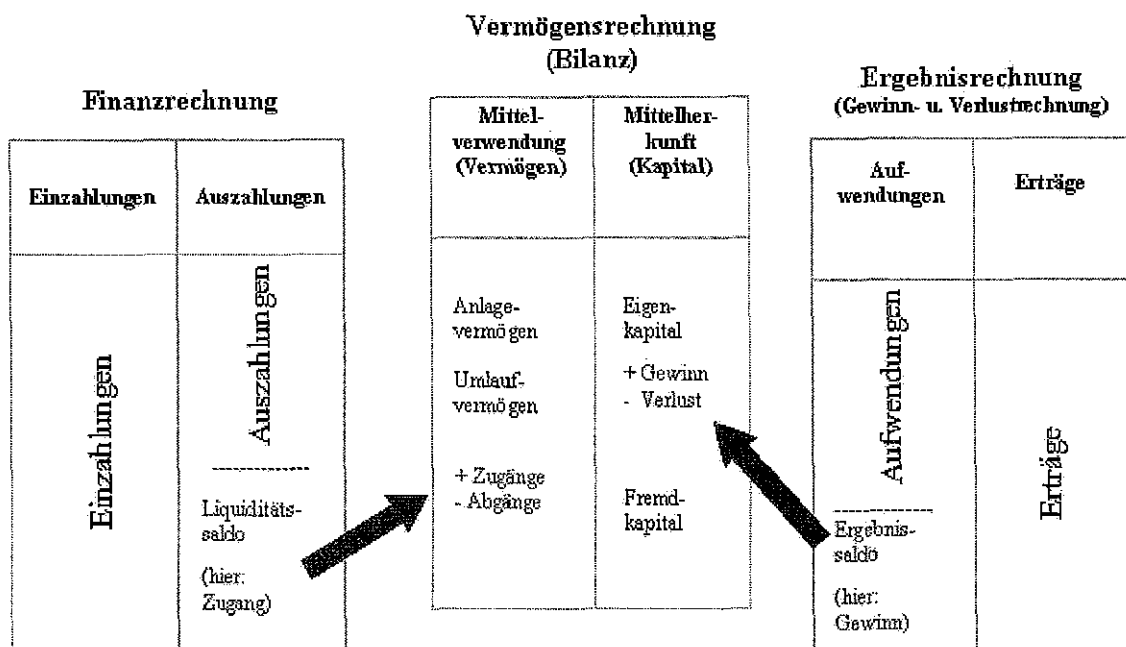 Vermögensrechnung
(Bilanz)
Finanzrechnung
Ergebnisrechnung
(Gewinn- u. Verlustrechnung)
Einzahlungen
Auszahlungen
Einzahlungen
Auszahlungen
Liquiditäts-
saldo
(hier:
Zugang)
Mittel-
verwendung
(Vermögen)
Mittelher-
kunft
(Kapital)
Anlage-
vermögen
Umlauf-
vermögen
+ Zugänge
- Abgänge
Eigen-
kapital
+ Gewinn
- Verlust
Fremd-
kapital
Auf-
wendungen
Erträge
Aufwendungen
Ergebnis-
saldo
(hier:
Gewinn)
Erträge